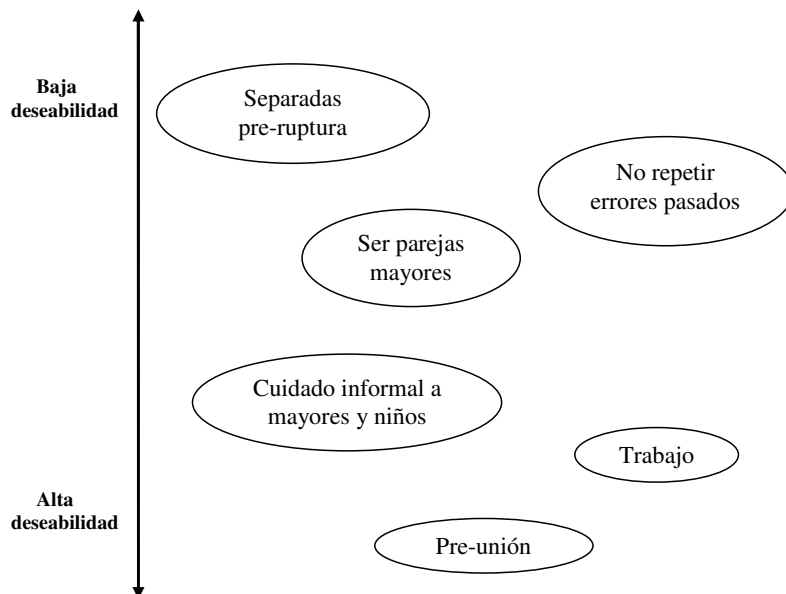 Baja
deseabilidad
Separadas
pre-ruptura
No repetir
errores pasados
Ser parejas
mayores
Cuidado informal a
mayores y niños
Trabajo
Alta
deseabilidad
Pre-unión